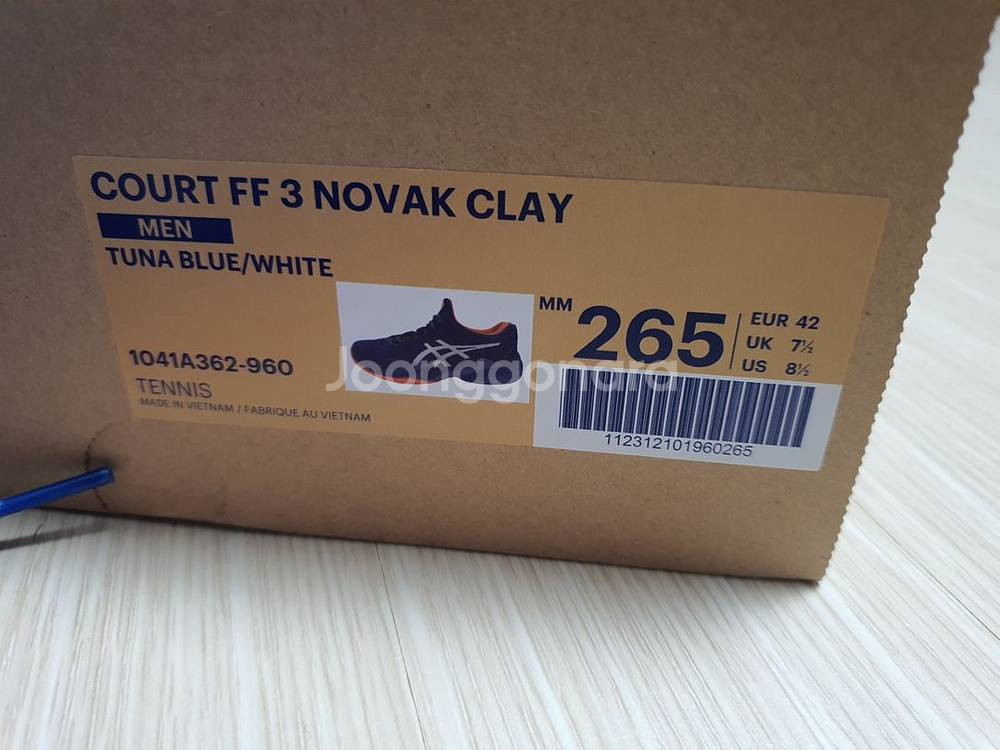 COURT FF 3 NOVAK CLAY
MEN
TUNA BLUE/WHITE
MM 265
EUR 42
UK 7½
US 8½
1041A362-960
TENNIS
MADE IN VIETNAM / FABRIQUE AU VIETNAM
112312101960265
Joonggonara